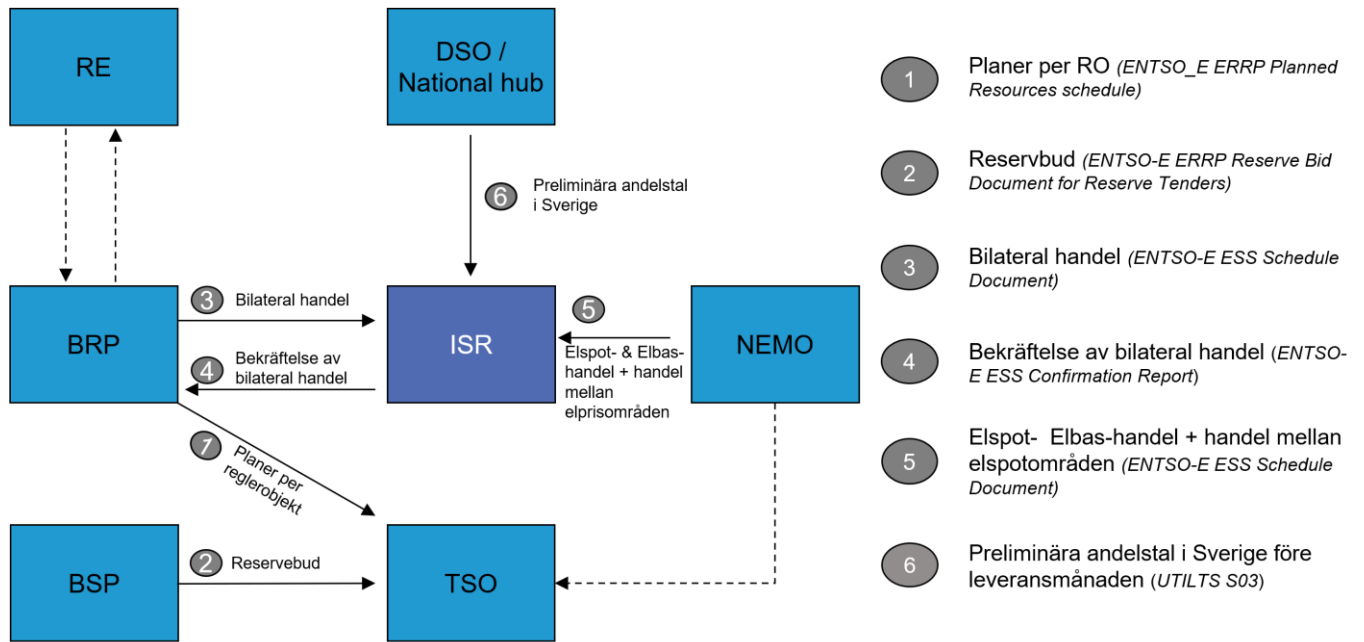 RE
DSO /
National hub
6
Preliminära andelstal
i Sverige
BRP
3
Bilateral handel
4
Bekräftelse av
bilateral handel
ISR
5
Elspot- & Elbas-
handel + handel
mellan
elprisområden
NEMO
1
Planer per
reglerobjekt
BSP
2
Reservebud
TSO
1
Planer per RO (ENTSO_E ERRP Planned
Resources schedule)
2
Reservbud (ENTSO-E ERRP Reserve Bid
Document for Reserve Tenders)
3
Bilateral handel (ENTSO-E ESS Schedule
Document)
4
Bekräftelse av bilateral handel (ENTSO-
E ESS Confirmation Report)
5
Elspot- Elbas-handel + handel mellan
elspotområden (ENTSO-E ESS Schedule
Document)
6
Preliminära andelstal i Sverige före
leveransmånaden (UTILTS S03)